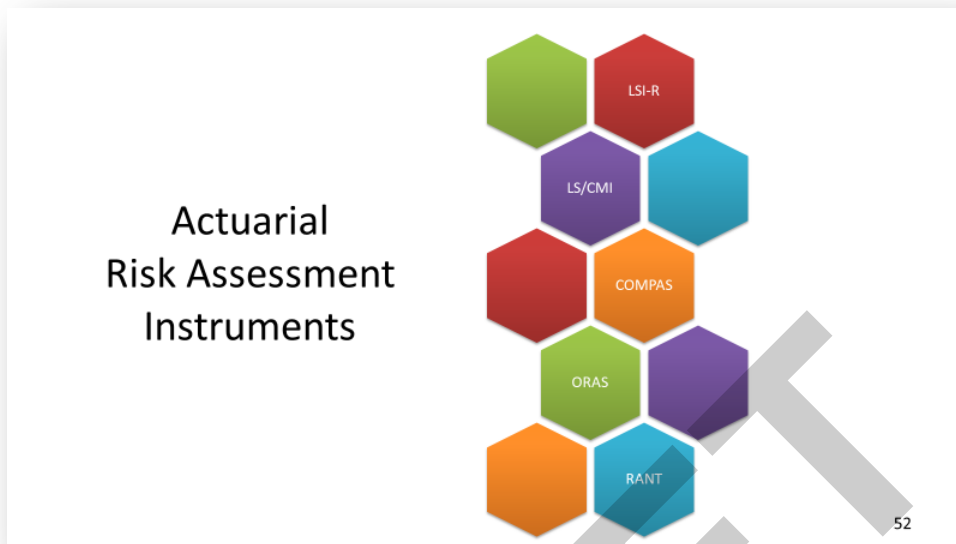 Actuarial
Risk Assessment
Instruments
LSI-R
LS/CMI
COMPAS
ORAS
RANT
52